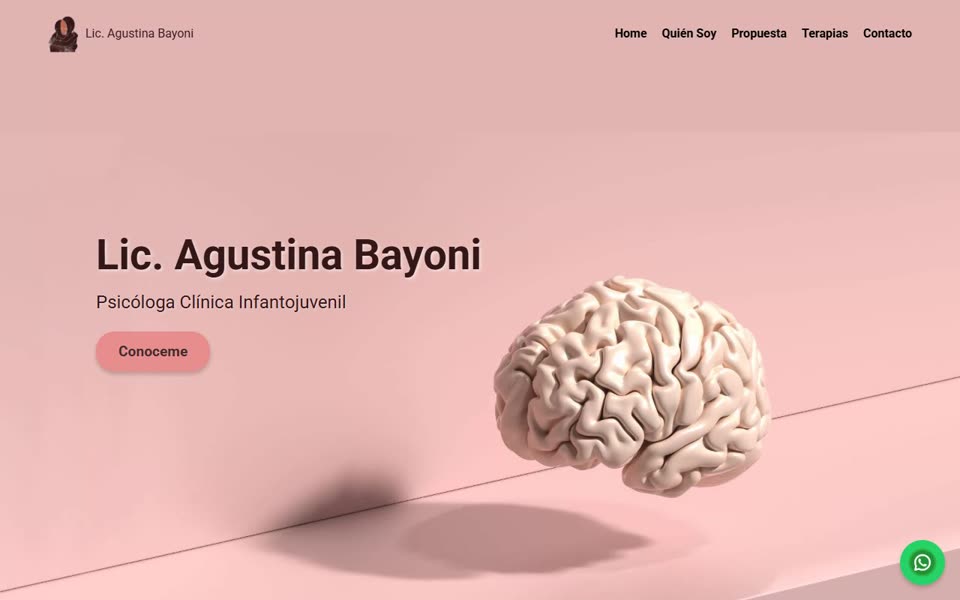 Lic. Agustina Bayoni
Home Quién Soy Propuesta Terapias Contacto
Lic. Agustina Bayoni
Psicóloga Clínica Infantojuvenil
Conoceme